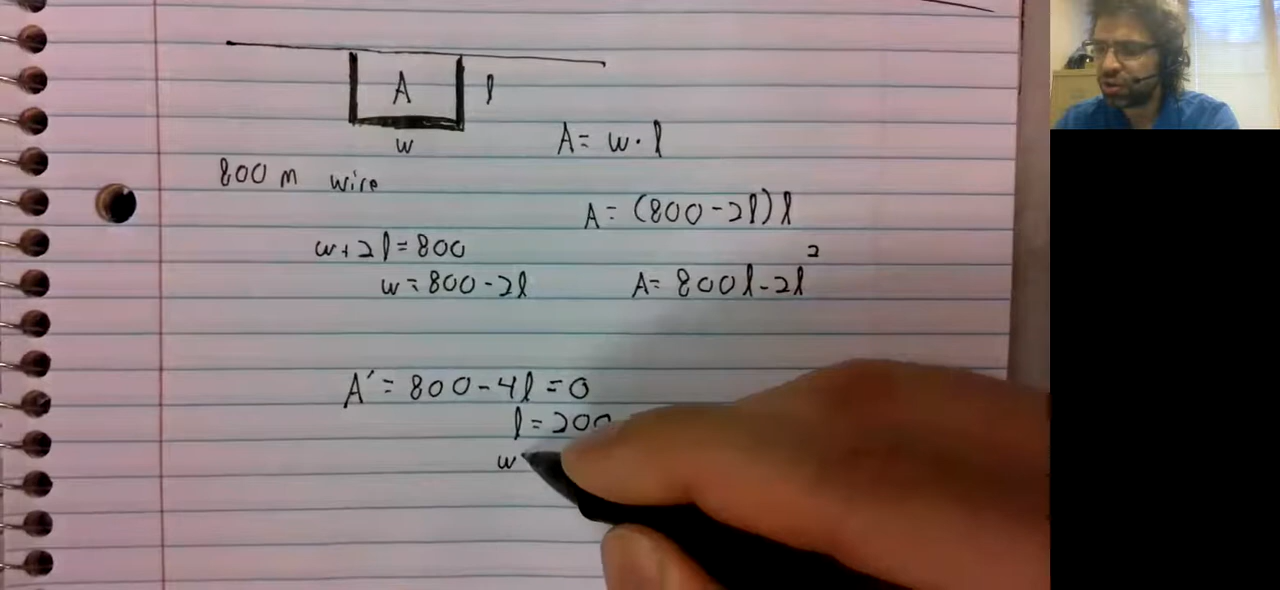 A l
w
A = w · l
800 m wire
A = (800 - 2l) l
w + 2l = 800
w = 800 - 2l
A = 800l - 2l²
A' = 800 - 4l = 0
l = 200
w